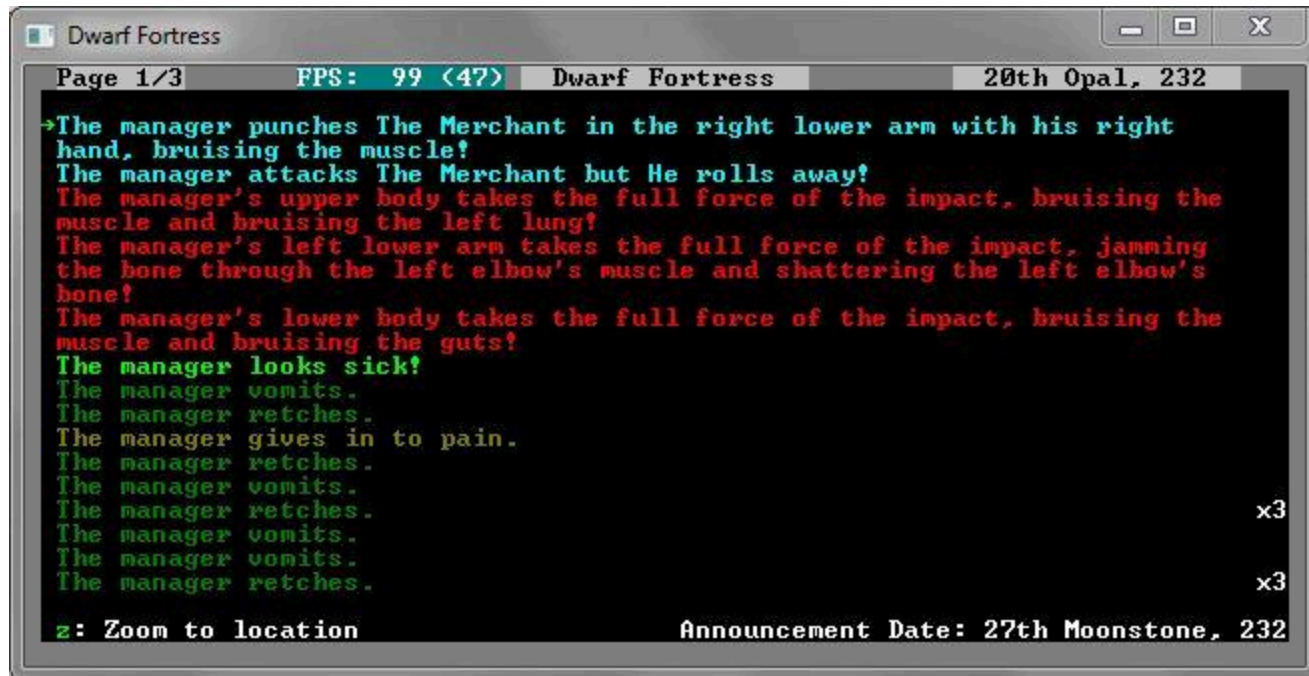 Dwarf Fortress
Page 1/3 FPS: 99 (47) Dwarf Fortress 20th Opal, 232
→The manager punches The Merchant in the right lower arm with his right
hand, bruising the muscle!
The manager attacks The Merchant but He rolls away!
The manager's upper body takes the full force of the impact, bruising the
muscle and bruising the left lung!
The manager's left lower arm takes the full force of the impact, jamming
the bone through the left elbow's muscle and shattering the left elbow's
bone!
The manager's lower body takes the full force of the impact, bruising the
muscle and bruising the guts!
The manager looks sick!
The manager vomits.
The manager retches.
The manager gives in to pain.
The manager retches.
The manager vomits.
The manager retches. x3
The manager vomits.
The manager vomits.
The manager retches. x3
z: Zoom to location Announcement Date: 27th Moonstone, 232